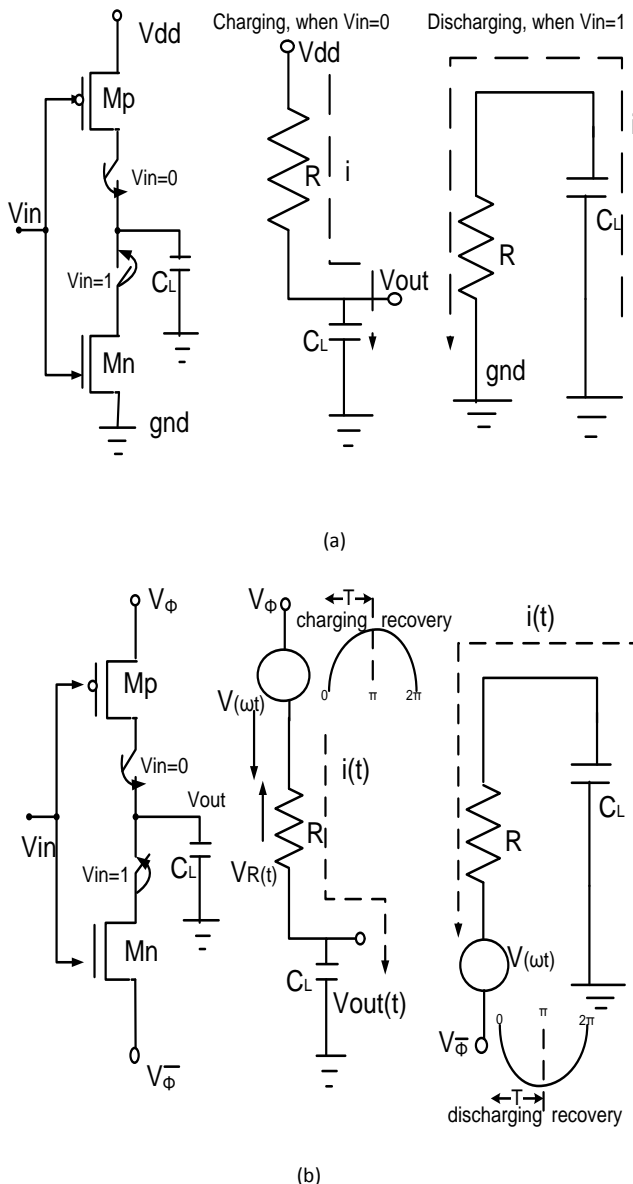 Charging, when Vin=0
Discharging, when Vin=1
Vdd
Mp
Vin=0
Vin
Vin=1
CL
Mn
gnd
Vdd
R
i
Vout
CL
i
CL
R
gnd
(a)
VΦ
Mp
Vin=0
Vout
Vin
Vin=1
CL
Mn
VΦ̅
VΦ
T
charging recovery
0 π 2π
V(ωt)
i(t)
R
VR(t)
CL
Vout(t)
i(t)
CL
R
V(ωt)
VΦ̅
0 π 2π
T
discharging recovery
(b)